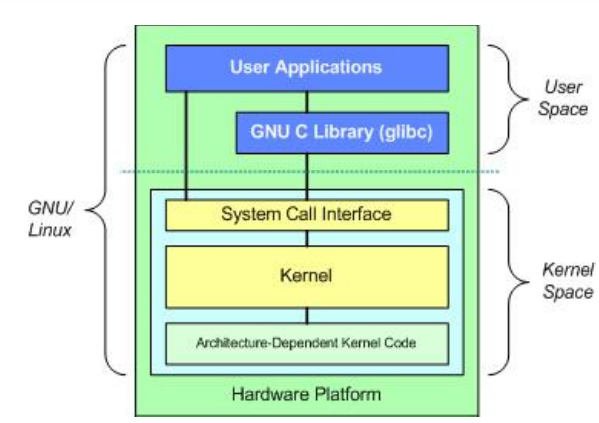 User Applications
GNU C Library (glibc)
User
Space
GNU/
Linux
System Call Interface
Kernel
Kernel
Space
Architecture-Dependent Kernel Code
Hardware Platform